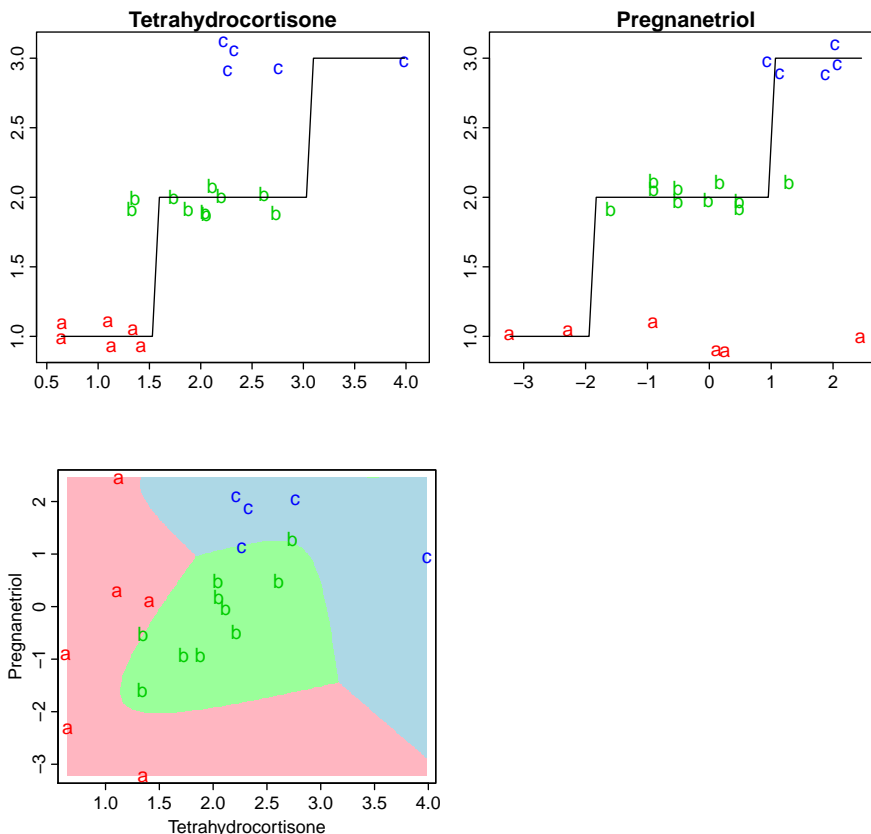 Tetrahydrocortisone
3.0
2.5
2.0
1.5
1.0
c c c c c
b b b b b b b b b b
a a a a a a
0.5 1.0 1.5 2.0 2.5 3.0 3.5 4.0
Pregnanetriol
3.0
2.5
2.0
1.5
1.0
c c c c c
b b b b b b b b b b
a a a a a a
−3 −2 −1 0 1 2
Pregnanetriol
2
1
0
−1
−2
−3
a c c
c
c b c
a a b b
b
b b b
a b b
b
a
a
1.0 1.5 2.0 2.5 3.0 3.5 4.0
Tetrahydrocortisone